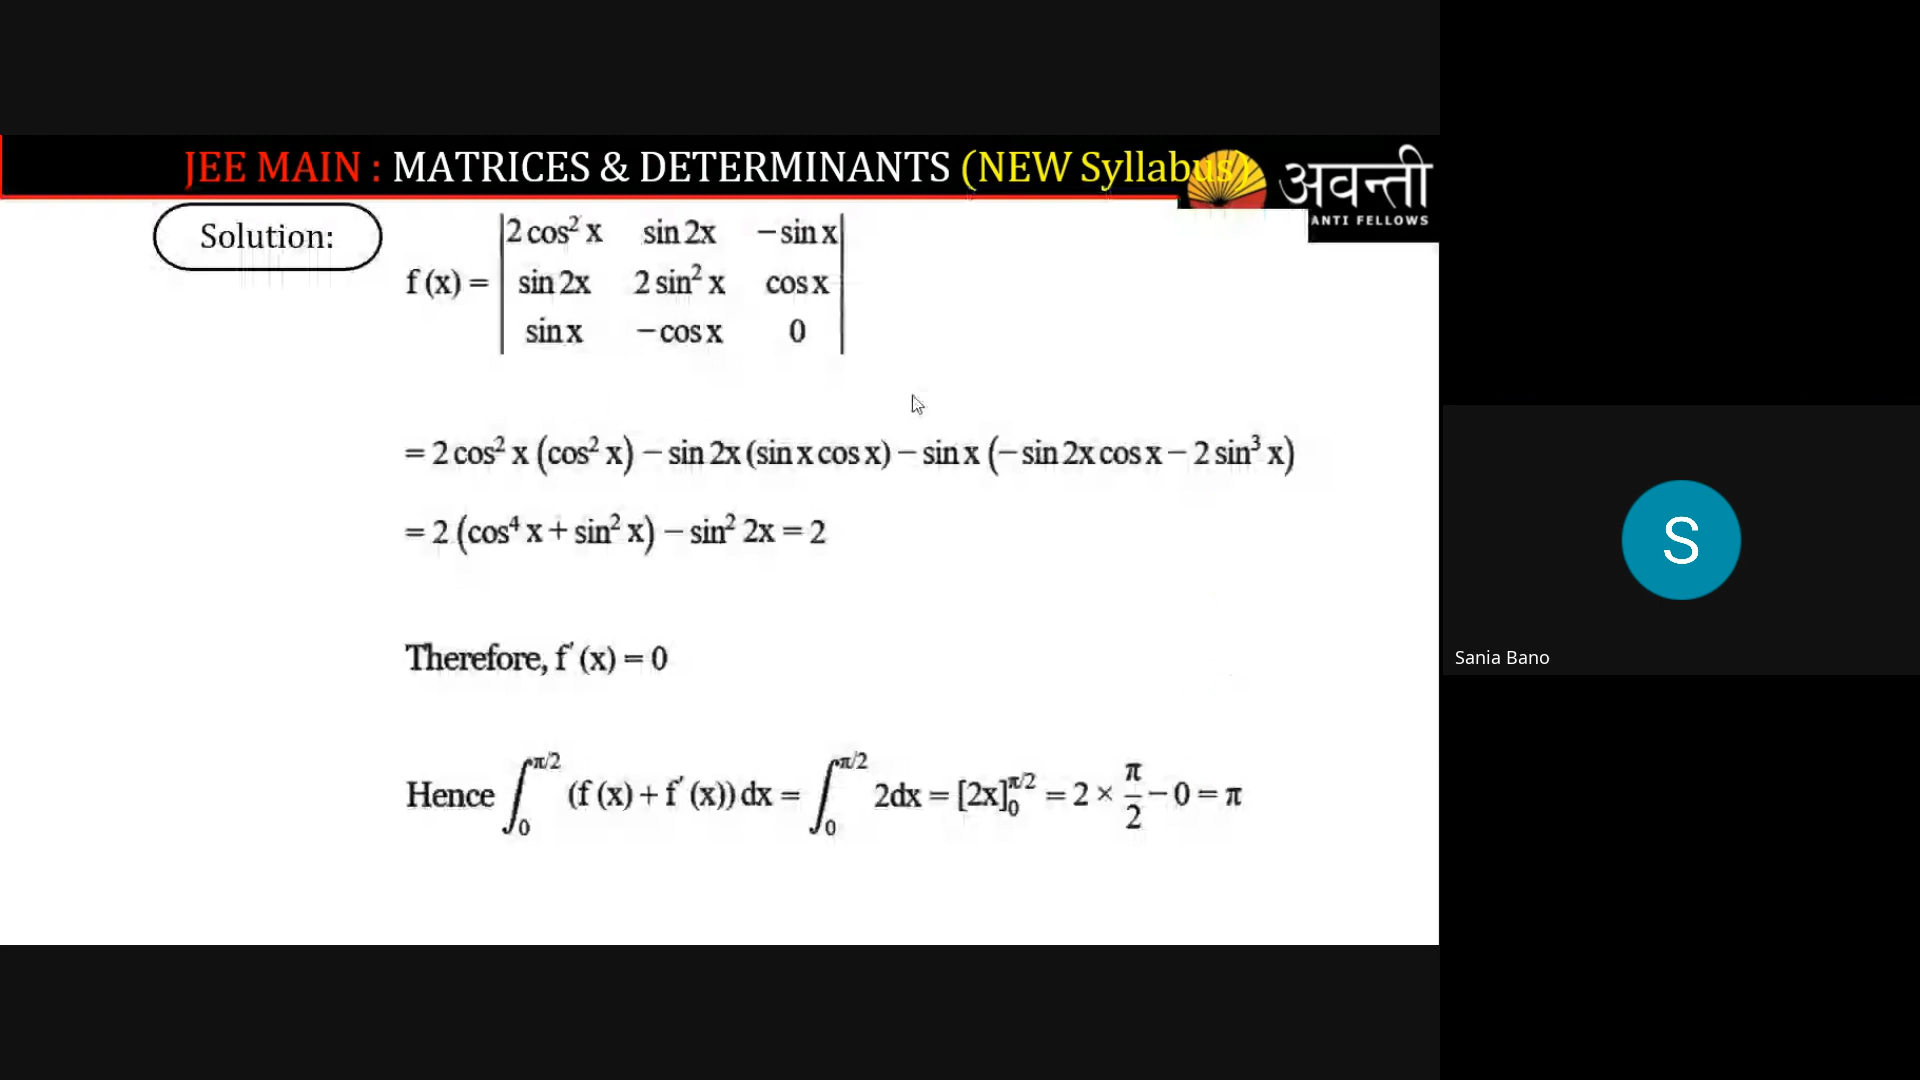 JEE MAIN : MATRICES & DETERMINANTS (NEW Syllabus)
अवन्ती
ANTI FELLOWS
Solution:
f (x) = |2 cos² x sin 2x − sin x|
|sin 2x 2 sin² x cos x|
|sin x − cos x 0|
= 2 cos² x (cos² x) − sin 2x (sin x cos x) − sin x (− sin 2x cos x − 2 sin³ x)
= 2 (cos⁴ x + sin² x) − sin² 2x = 2
Therefore, f′ (x) = 0
Hence ∫₀^π/2 (f (x) + f′ (x)) dx = ∫₀^π/2 2dx = [2x]₀^π/2 = 2 × π/2 − 0 = π
S
Sania Bano